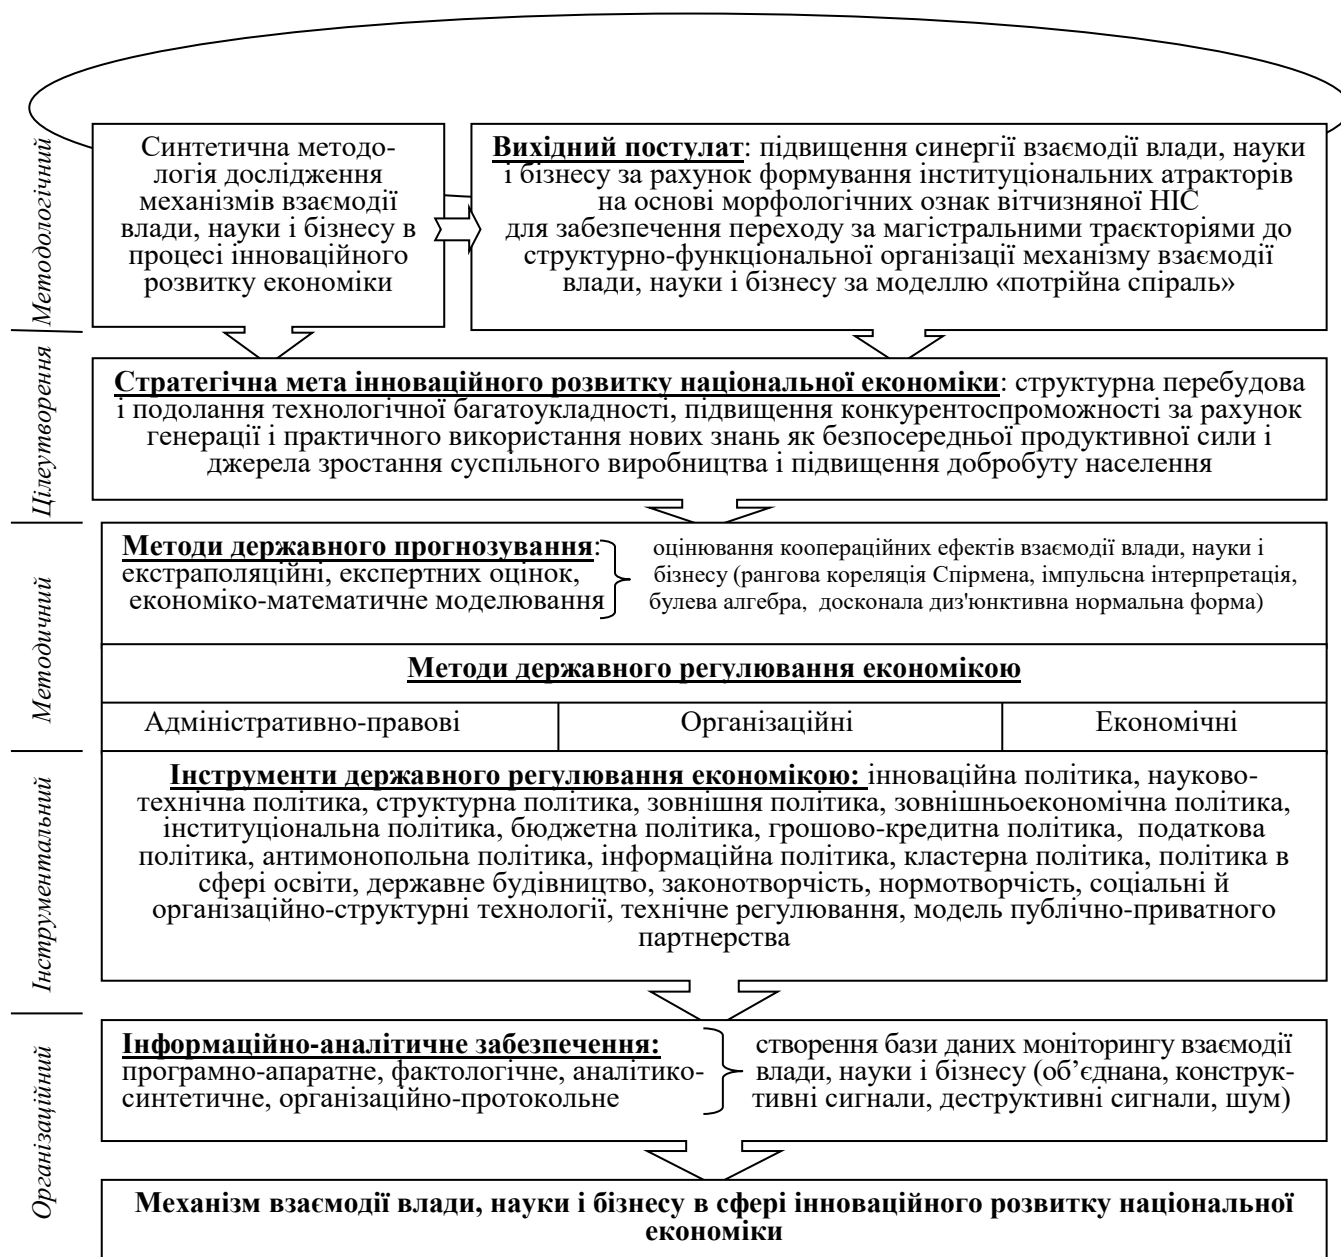 Методологічний
Синтетична методо-
логія дослідження
механізмів взаємодії
влади, науки і бізнесу в
процесі інноваційного
розвитку економіки
Вихідний постулат: підвищення синергії взаємодії влади, науки
і бізнесу за рахунок формування інституціональних атракторів
на основі морфологічних ознак вітчизняної НІС
для забезпечення переходу за магістральними траєкторіями до
структурно-функціональної організації механізму взаємодії
влади, науки і бізнесу за моделлю «потрійна спіраль»
Цілеутворення
Стратегічна мета інноваційного розвитку національної економіки: структурна перебудова
і подолання технологічної багатоукладності, підвищення конкурентоспроможності за рахунок
генерації і практичного використання нових знань як безпосередньої продуктивної сили і
джерела зростання суспільного виробництва і підвищення добробуту населення
Методичний
Методи державного прогнозування:
екстраполяційні, експертних оцінок,
економіко-математичне моделювання
оцінювання коопераційних ефектів взаємодії влади, науки і
бізнесу (рангова кореляція Спірмена, імпульсна інтерпретація,
булева алгебра, досконала диз'юнктивна нормальна форма)
Методи державного регулювання економікою
Адміністративно-правові
Організаційні
Економічні
Інструментальний
Інструменти державного регулювання економікою: інноваційна політика, науково-
технічна політика, структурна політика, зовнішня політика, зовнішньоекономічна політика,
інституціональна політика, бюджетна політика, грошово-кредитна політика, податкова
політика, антимонопольна політика, інформаційна політика, кластерна політика, політика в
сфері освіти, державне будівництво, законотворчість, нормотворчість, соціальні й
організаційно-структурні технології, технічне регулювання, модель публічно-приватного
партнерства
Організаційний
Інформаційно-аналітичне забезпечення:
програмно-апаратне, фактологічне, аналітико-
синтетичне, організаційно-протокольне
створення бази даних моніторингу взаємодії
влади, науки і бізнесу (об’єднана, конструк-
тивні сигнали, деструктивні сигнали, шум)
Механізм взаємодії влади, науки і бізнесу в сфері інноваційного розвитку національної
економіки